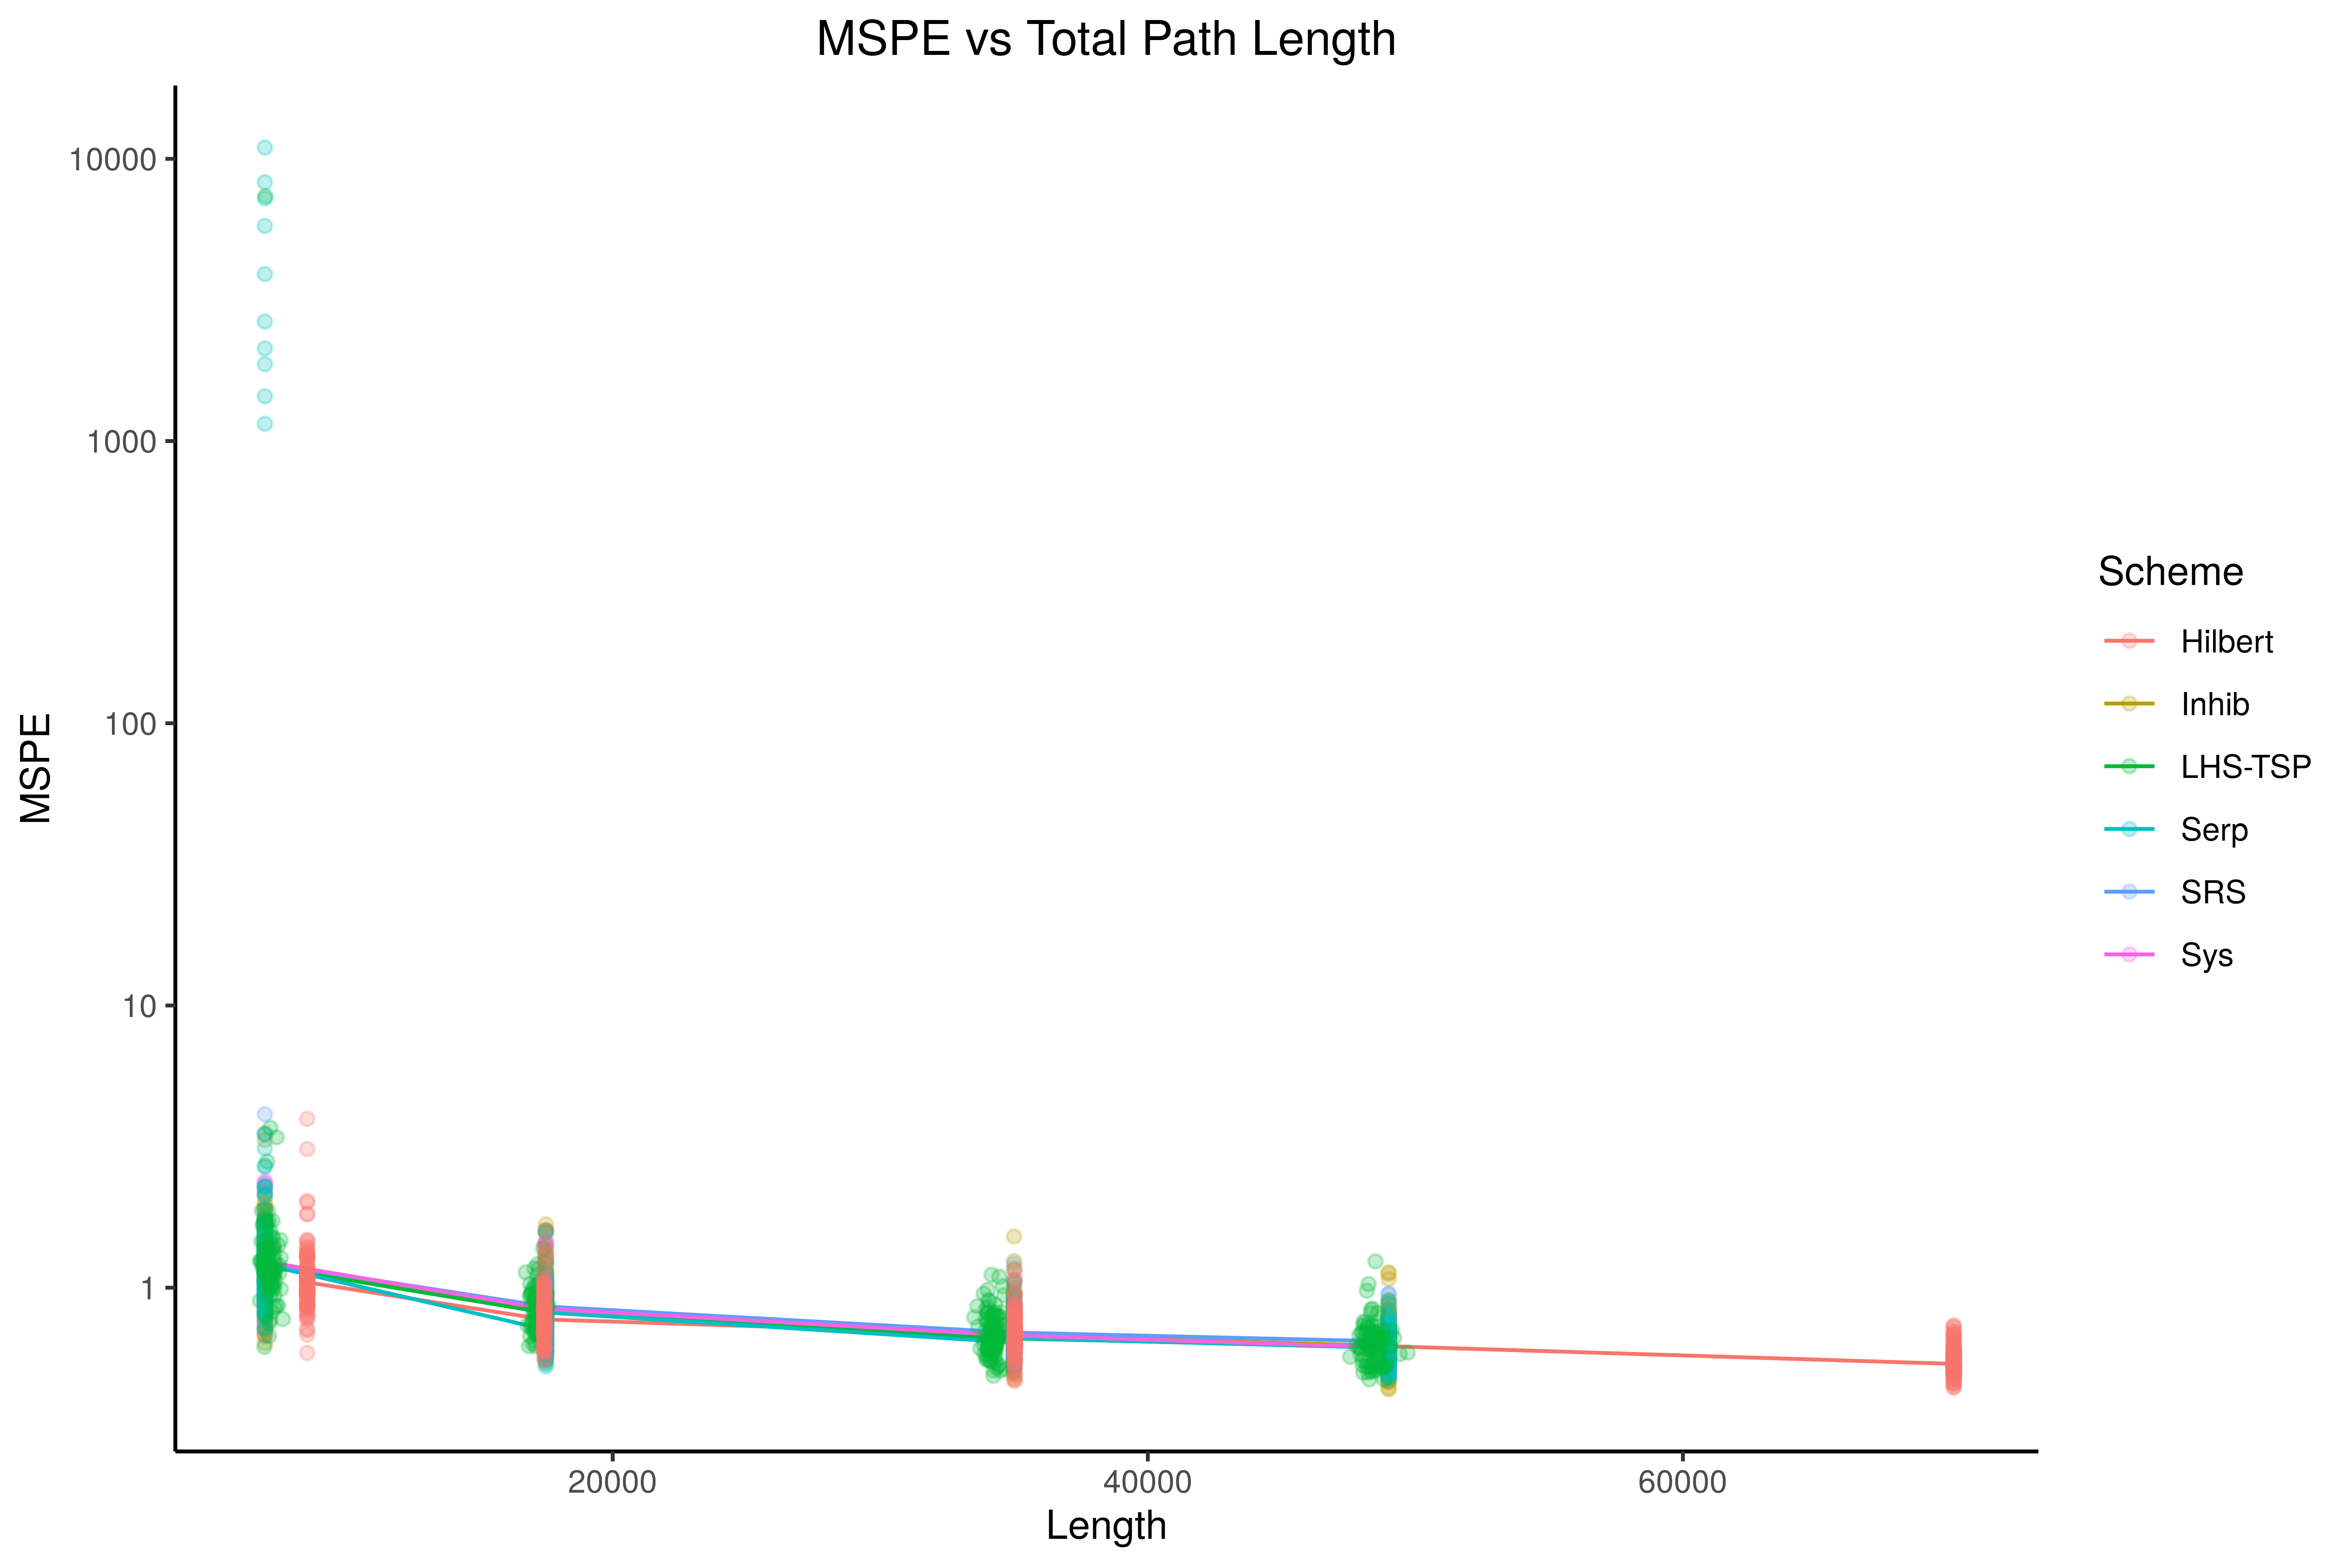 MSPE vs Total Path Length
MSPE
10000
1000
100
10
1
20000
40000
60000
Length
Scheme
Hilbert
Inhib
LHS-TSP
Serp
SRS
Sys